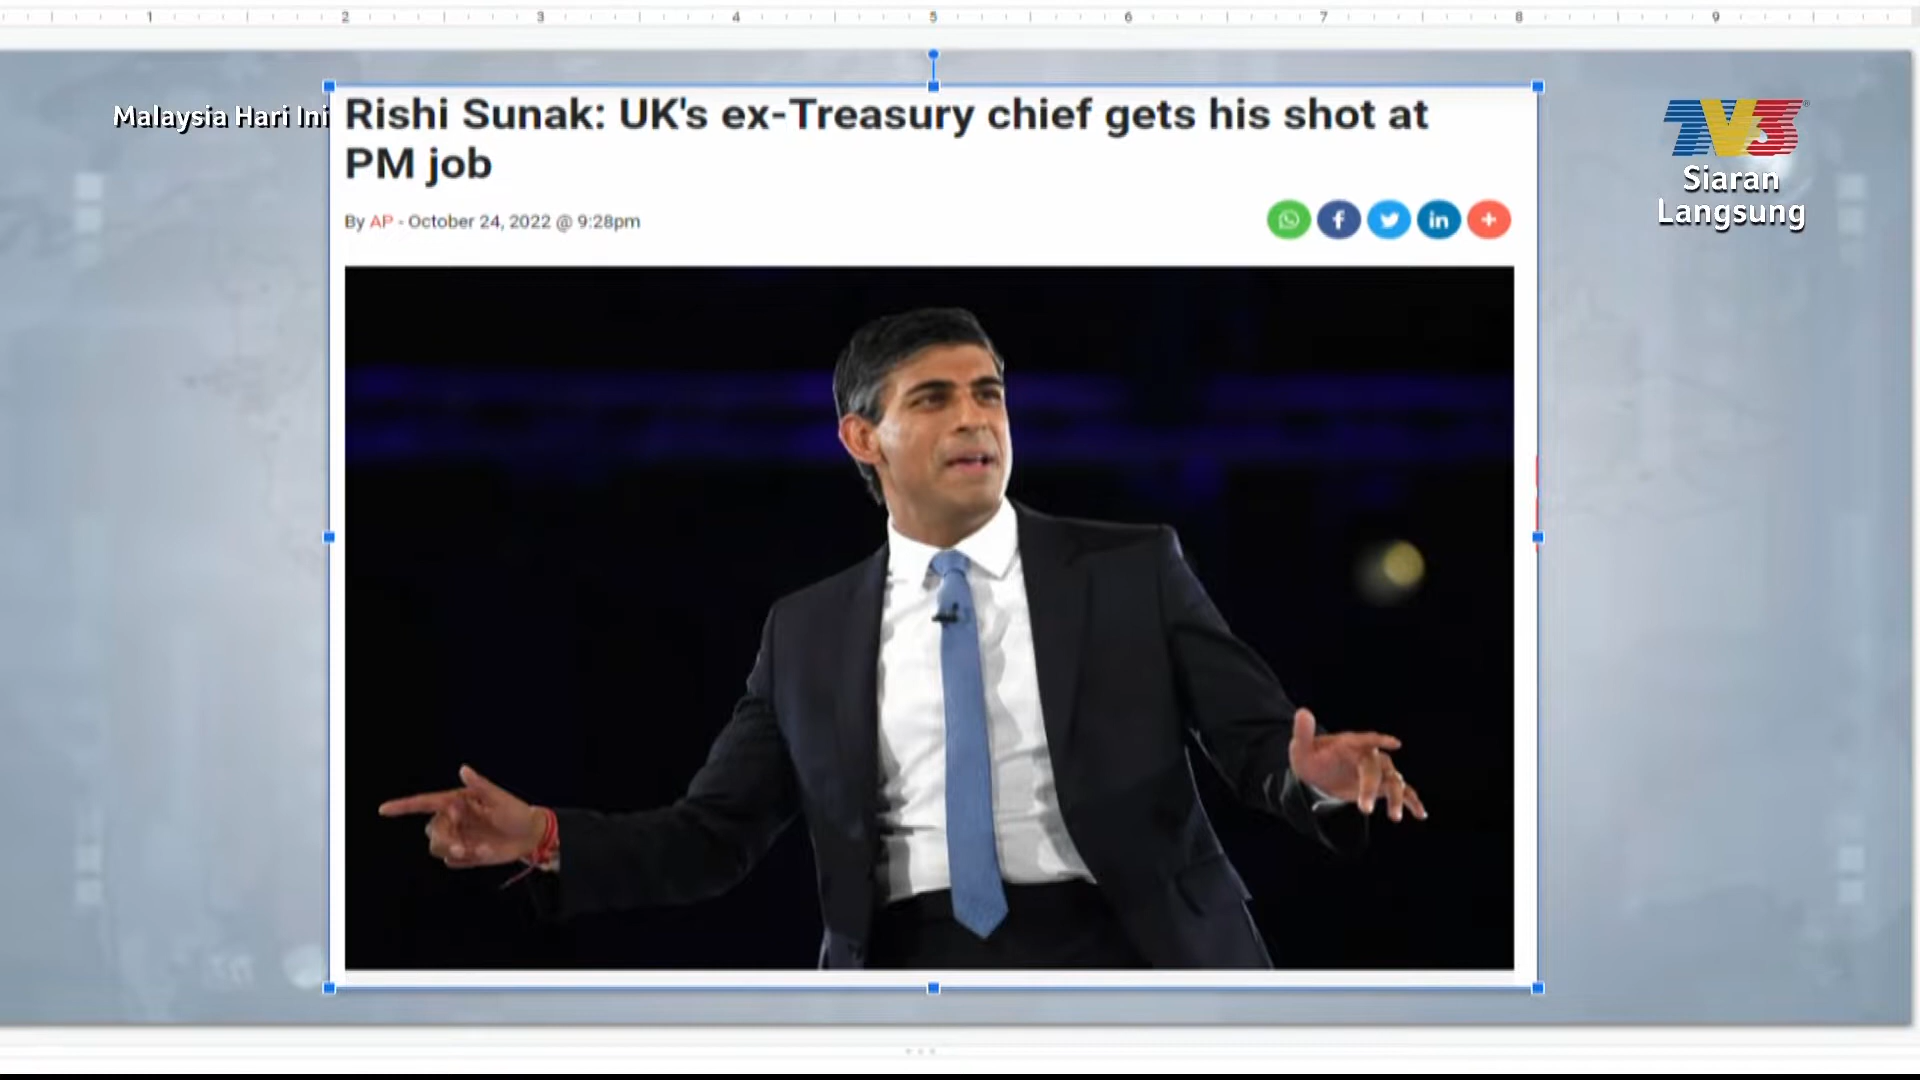 1 2 3 4 5 6 7 8 9
Malaysia Hari Ini
Rishi Sunak: UK's ex-Treasury chief gets his shot at
PM job
By AP - October 24, 2022 @ 9:28pm
f
in
+
TV3
Siaran
Langsung